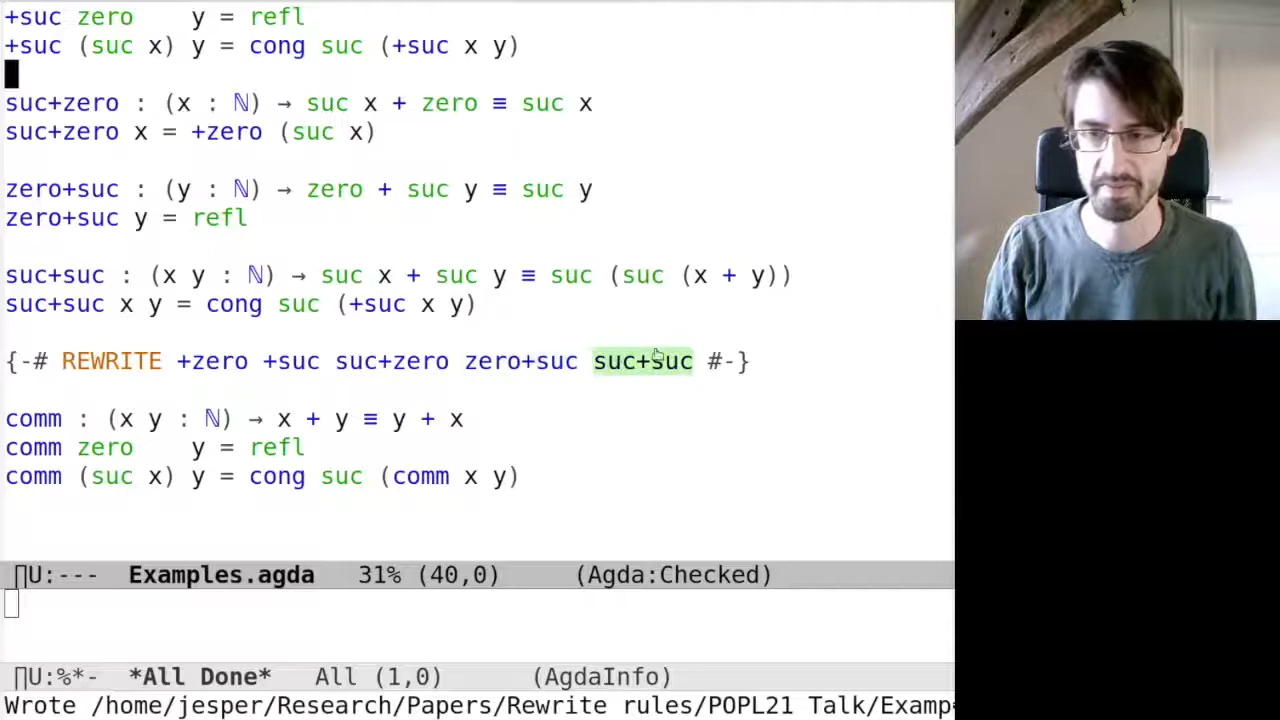 +suc zero    y = refl
+suc (suc x) y = cong suc (+suc x y)
suc+zero : (x : ℕ) → suc x + zero ≡ suc x
suc+zero x = +zero (suc x)
zero+suc : (y : ℕ) → zero + suc y ≡ suc y
zero+suc y = refl
suc+suc : (x y : ℕ) → suc x + suc y ≡ suc (suc (x + y))
suc+suc x y = cong suc (+suc x y)
{-# REWRITE +zero +suc suc+zero zero+suc suc+suc #-}
comm : (x y : ℕ) → x + y ≡ y + x
comm zero    y = refl
comm (suc x) y = cong suc (comm x y)
∏U:---  Examples.agda   31% (40,0)     (Agda:Checked)
∏U:%*-  *All Done*   All (1,0)     (AgdaInfo)
Wrote /home/jesper/Research/Papers/Rewrite rules/POPL21 Talk/Examp